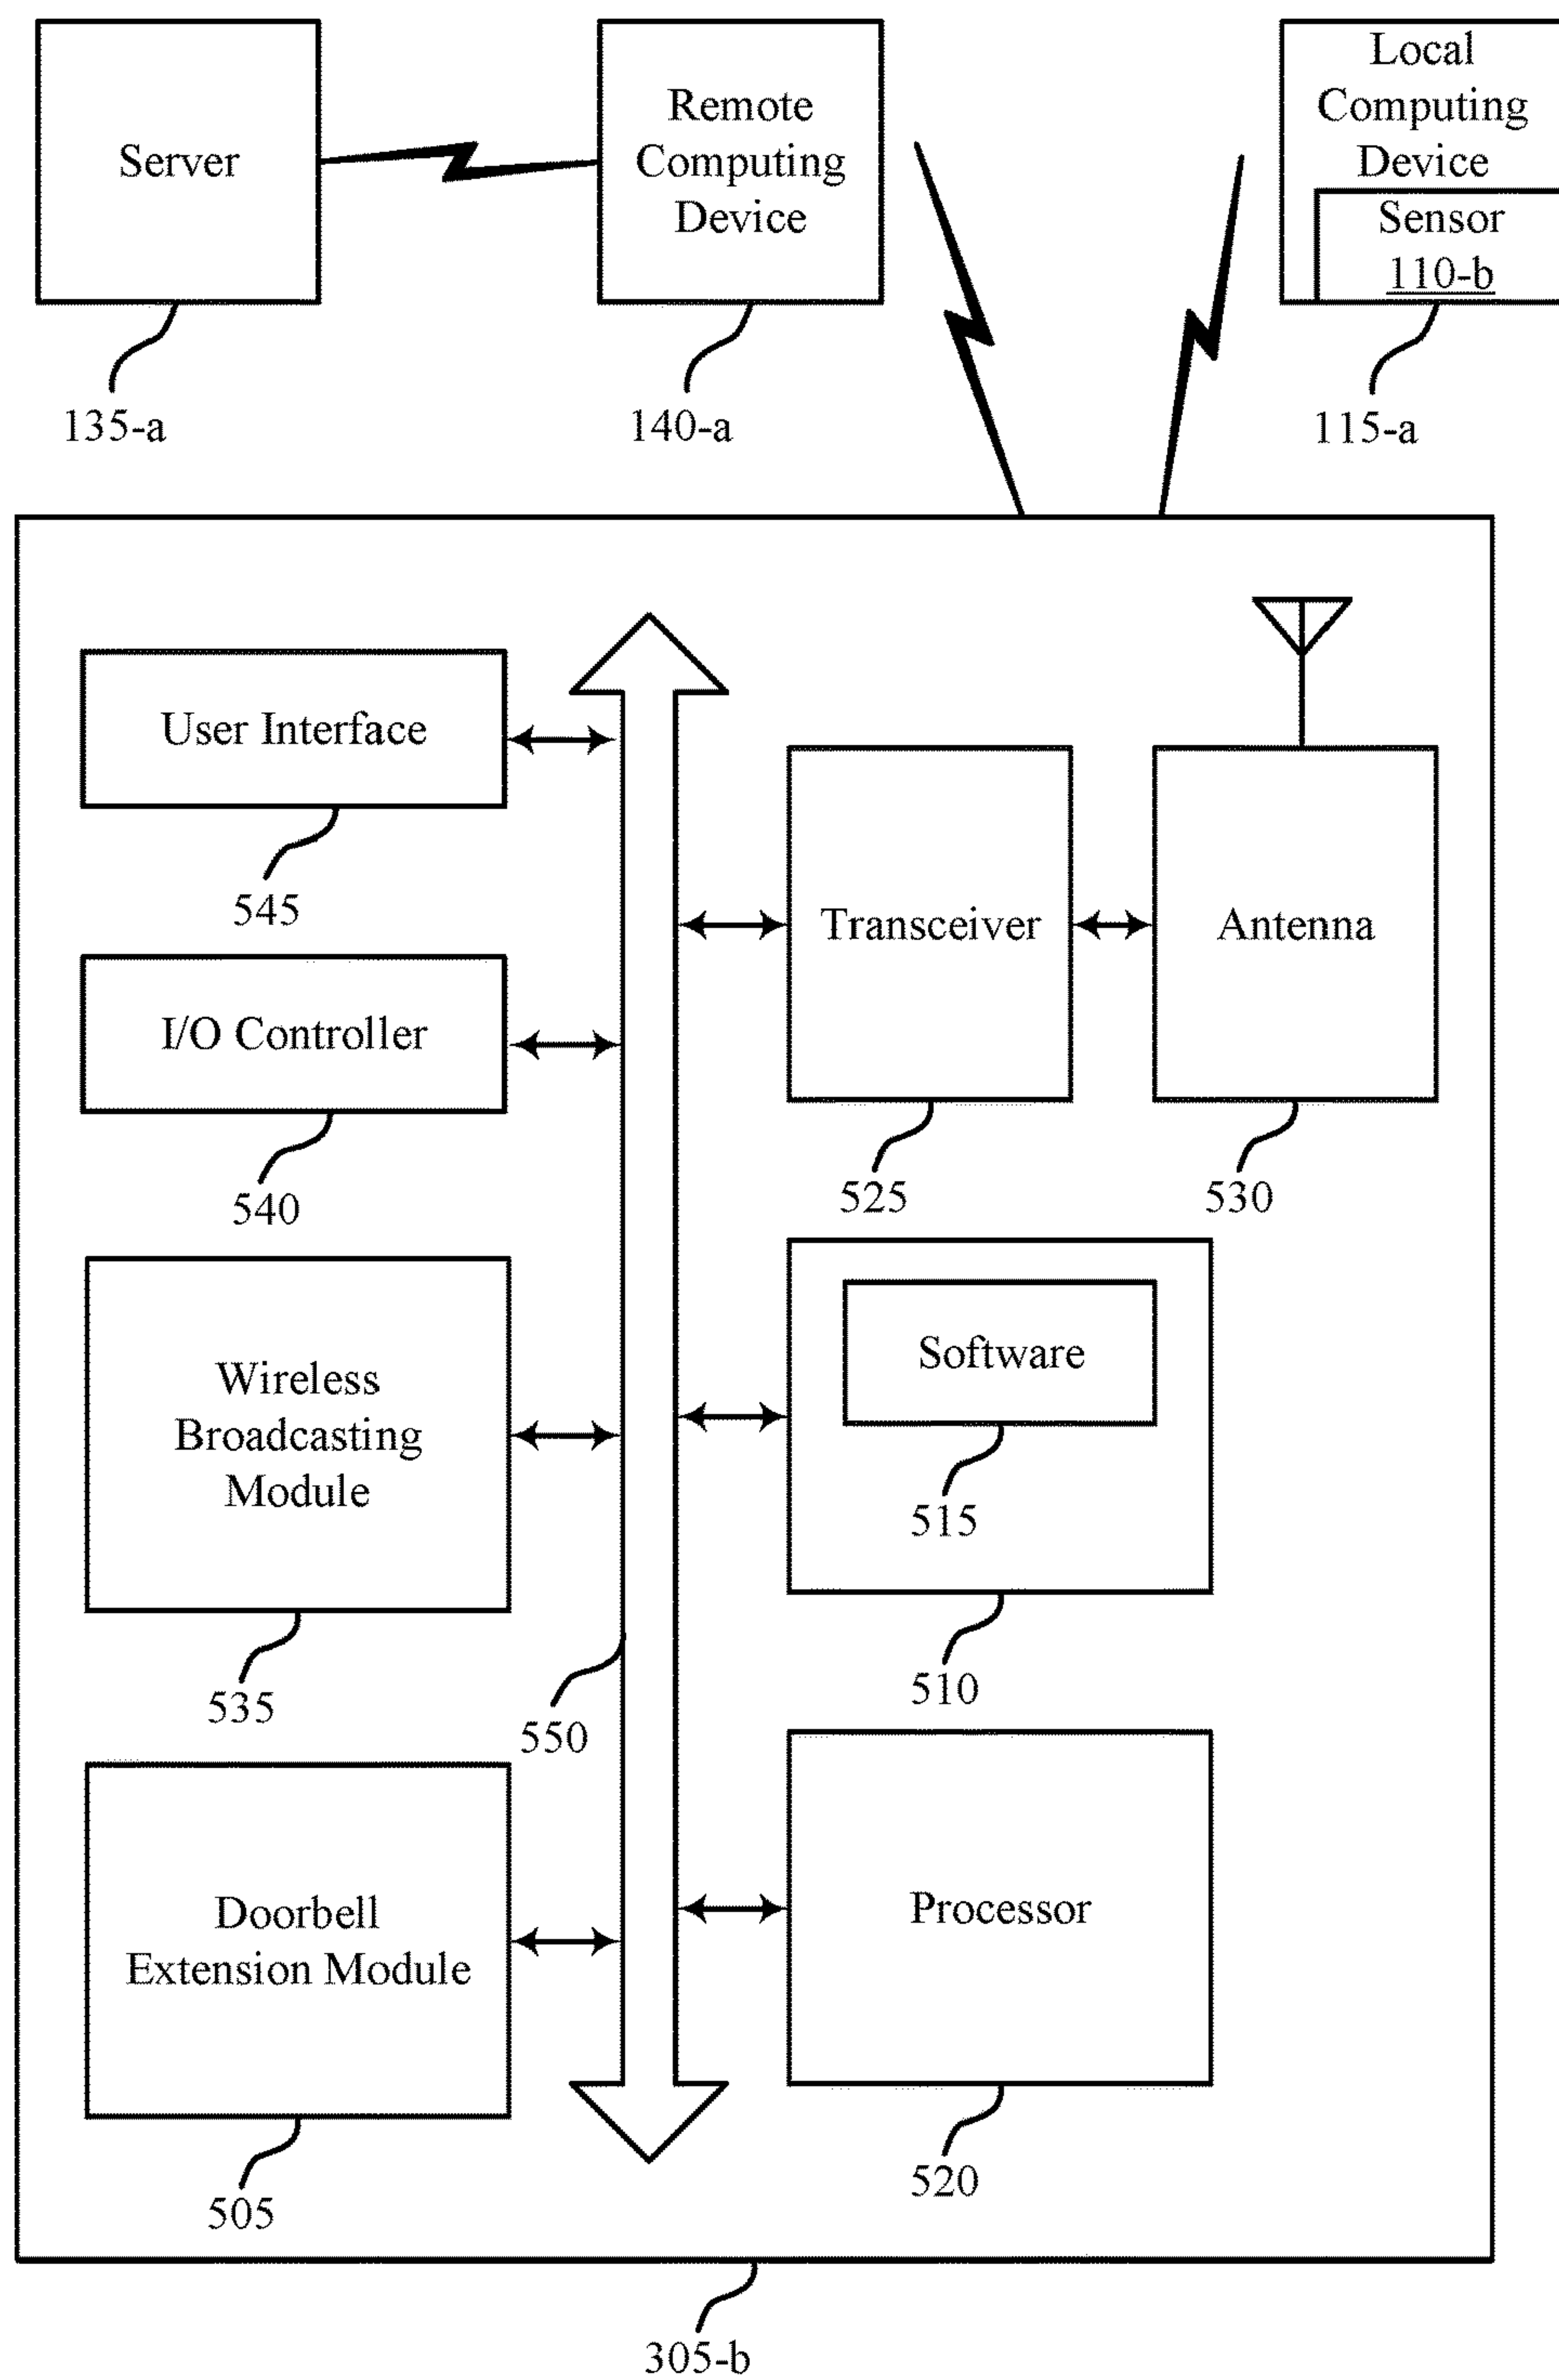 Server
135-a
Remote
Computing
Device
140-a
Local
Computing
Device
Sensor
110-b
115-a
User Interface
545
I/O Controller
540
Wireless
Broadcasting
Module
535
Doorbell
Extension Module
505
550
Transceiver
525
Antenna
530
Software
515
510
Processor
520
305-b